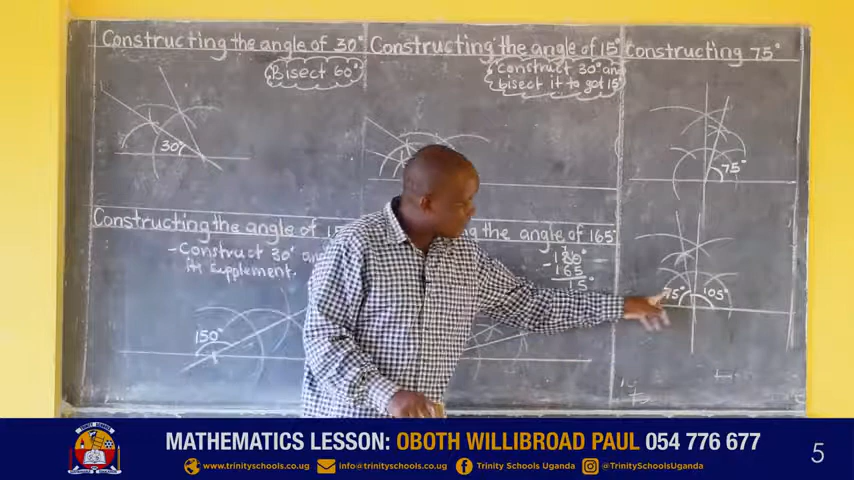 Constructing the angle of 30°
Bisect 60°
30°
Constructing the angle of 15°
Construct 30° and
bisect it to get 15°
Constructing 75°
75°
Constructing the angle of
- Construct 30° and
its supplement.
150°
the angle of 165°
180°
- 165
15°
75° 105°
TRINITY SCHOOLS
MATHEMATICS LESSON: OBOTH WILLIBROAD PAUL 054 776 677
www.trinityschools.co.ug info@trinityschools.co.ug Trinity Schools Uganda @TrinitySchoolsUganda
5